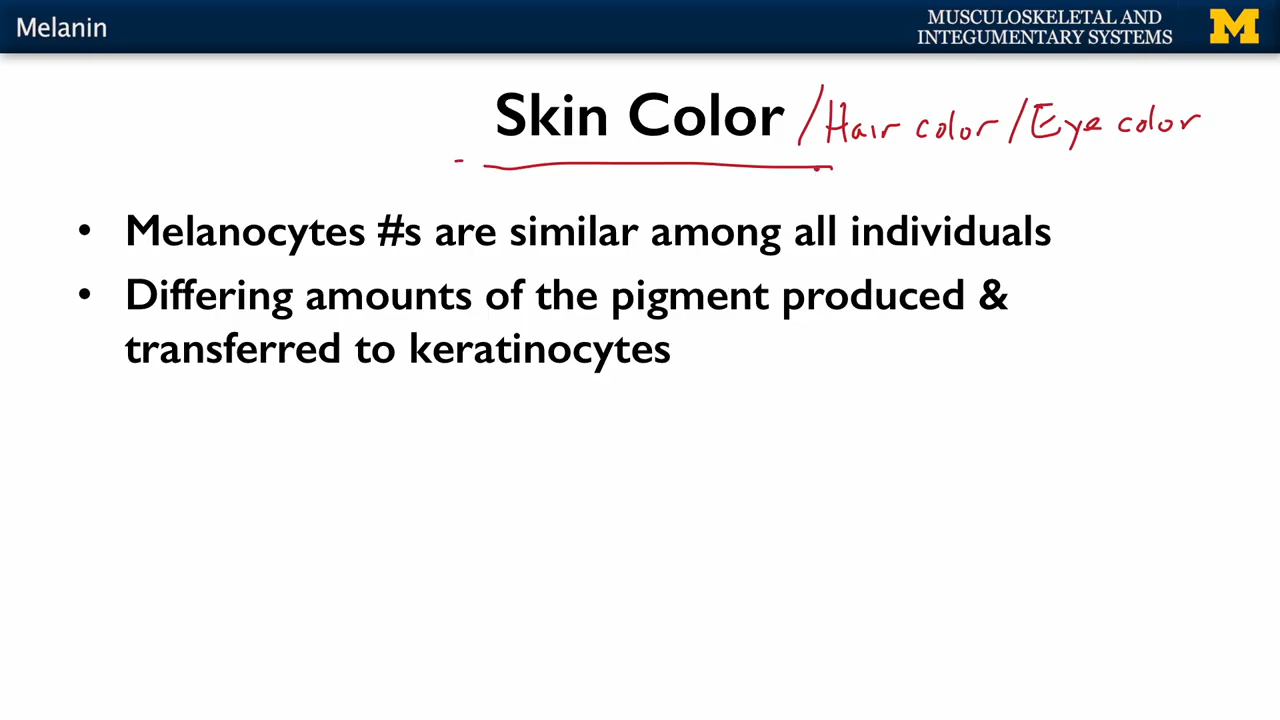 Melanin
MUSCULOSKELETAL AND
INTEGUMENTARY SYSTEMS
M
Skin Color /Hair color/Eye color
• Melanocytes #s are similar among all individuals
• Differing amounts of the pigment produced &
transferred to keratinocytes